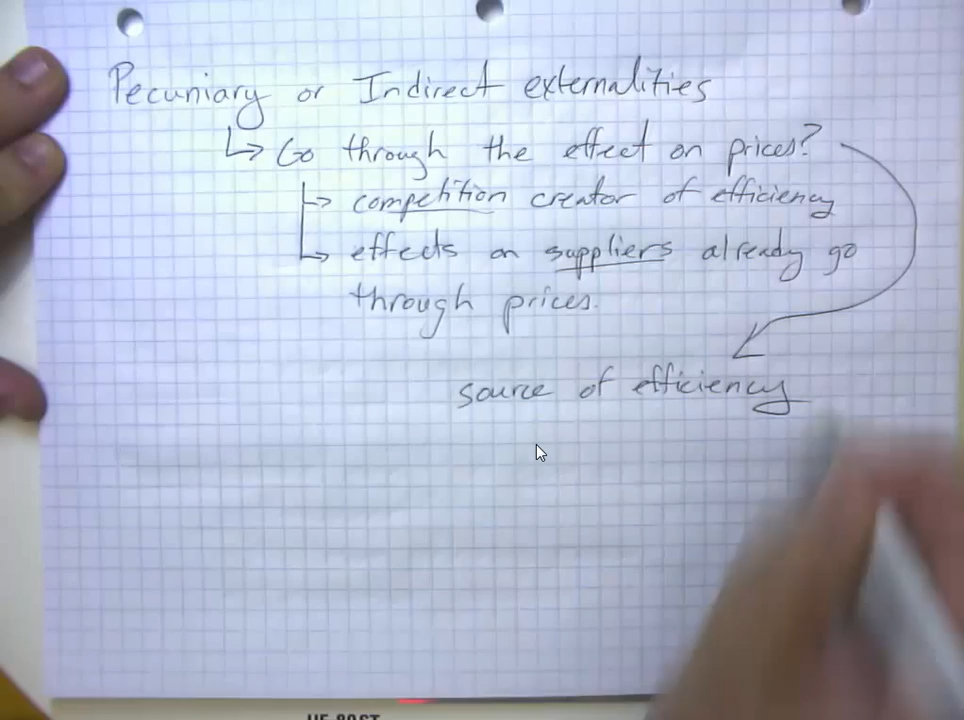 Pecuniary or Indirect externalities
↳ Go through the effect on prices?
↳ competition creator of efficiency
↳ effects on suppliers already go
through prices.
source of efficiency